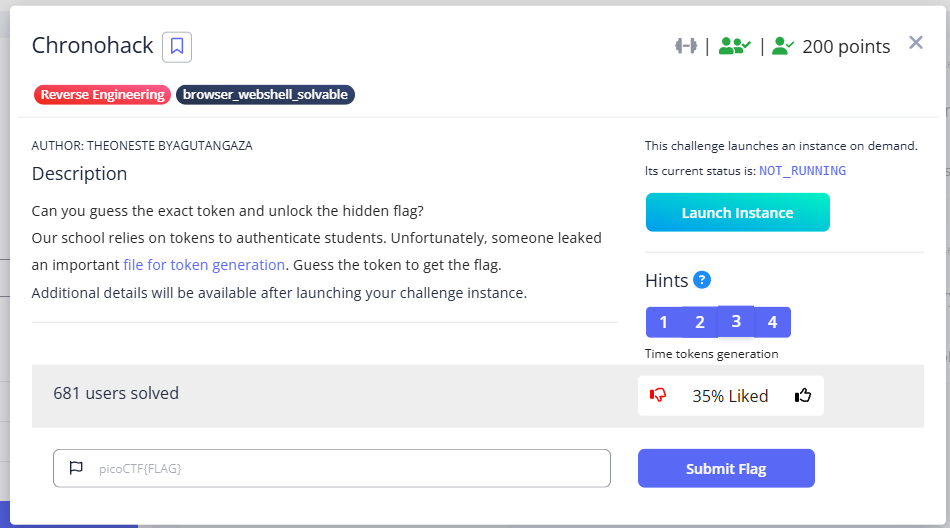 Chronohack
200 points
Reverse Engineering browser_webshell_solvable
AUTHOR: THEONESTE BYAGUTANGAZA
Description
Can you guess the exact token and unlock the hidden flag?
Our school relies on tokens to authenticate students. Unfortunately, someone leaked
an important file for token generation. Guess the token to get the flag.
Additional details will be available after launching your challenge instance.
This challenge launches an instance on demand.
Its current status is: NOT_RUNNING
Launch Instance
Hints ?
1 2 3 4
Time tokens generation
681 users solved
35% Liked
picoCTF{FLAG}
Submit Flag